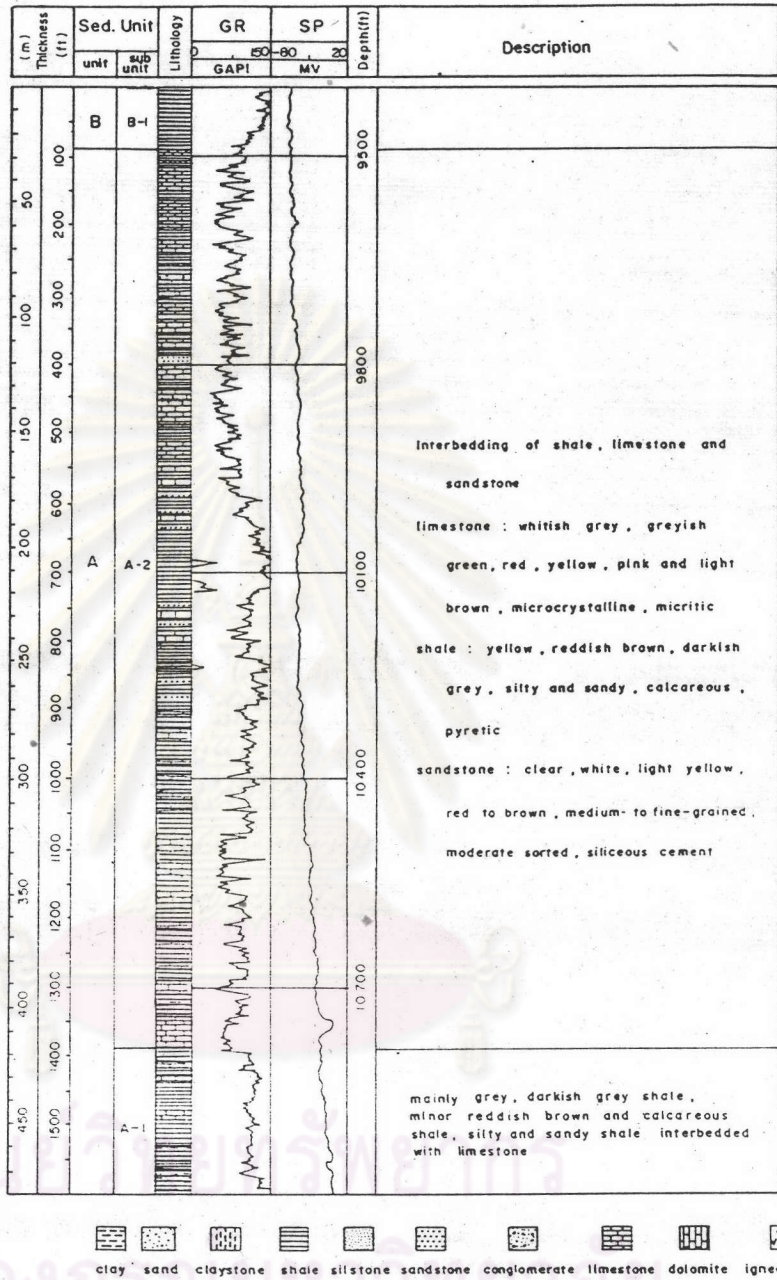 Thickness
(m) (ft)
Sed. Unit
unit sub unit
Lithology
GR
0 150
GAPI
SP
-80 20
MV
Depth(ft)
Description
B B-1
A A-2
A-1
50
100
150
200
250
300
350
400
450
100
200
300
400
500
600
700
800
900
1000
1100
1200
1300
1400
1500
9500
9800
10100
10400
10700
Interbedding of shale, limestone and
sandstone
limestone : whitish grey, greyish
green, red, yellow, pink and light
brown, microcrystalline, micritic
shale : yellow, reddish brown, darkish
grey, silty and sandy, calcareous,
pyretic
sandstone : clear, white, light yellow,
red to brown, medium- to fine-grained,
moderate sorted, siliceous cement
mainly grey, darkish grey shale,
minor reddish brown and calcareous
shale, silty and sandy shale interbedded
with limestone
clay sand claystone shale silstone sandstone conglomerate limestone dolomite igne